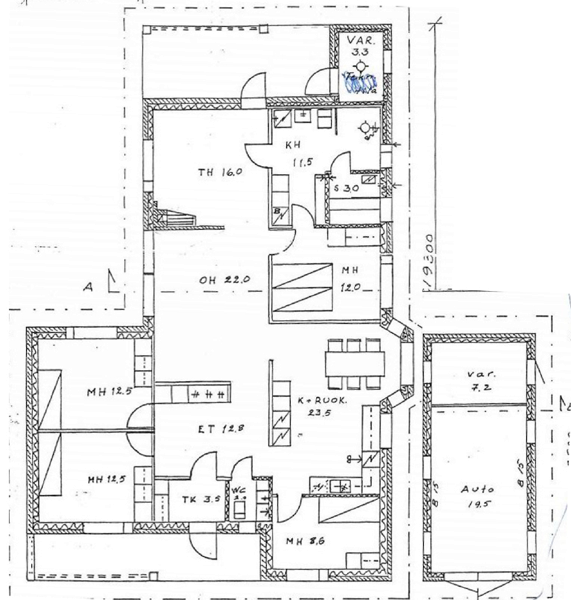 VAR.
3.3
KH
11.5
TH 16.0
S 3.0
19300
A
OH 22.0
MH
12.0
MH 12.5
var.
7.2
K+RUOK.
23.5
ET 12.8
MH 12.5
Auto
19.5
TK 3.5
WC
MH 8.6